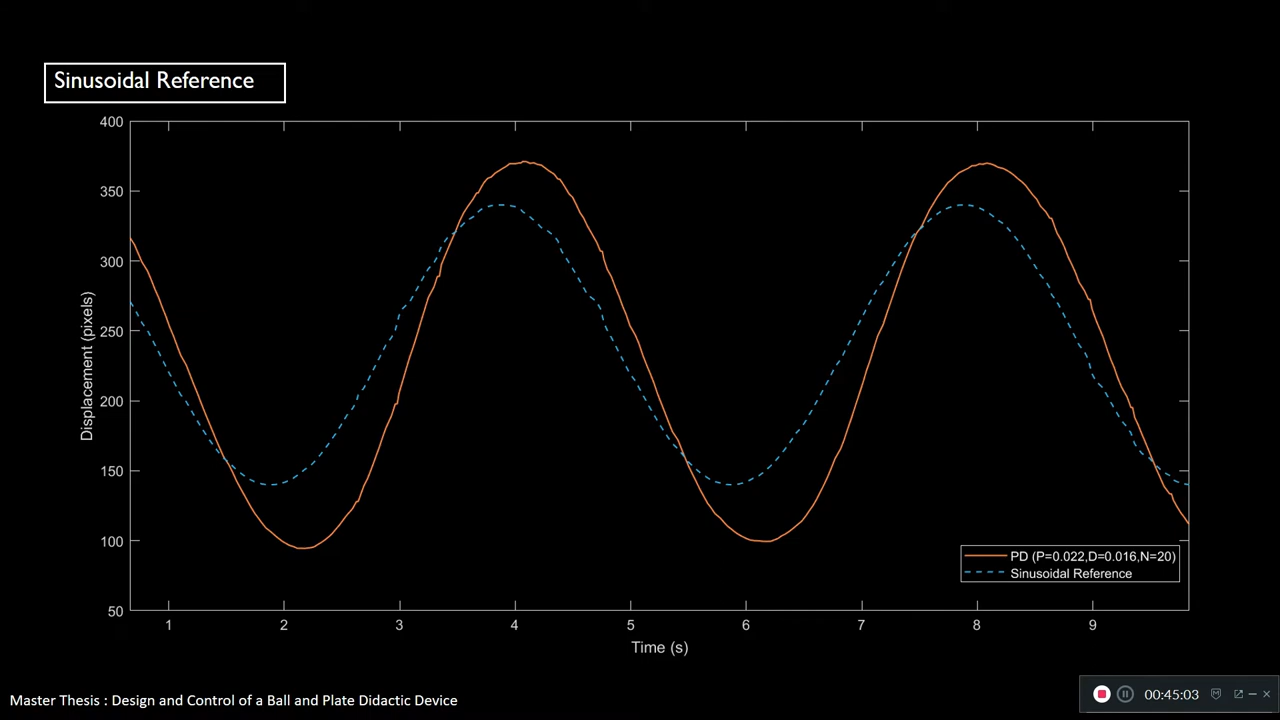 Sinusoidal Reference
400
350
300
250
200
150
100
50
Displacement (pixels)
1 2 3 4 5 6 7 8 9
Time (s)
PD (P=0.022,D=0.016,N=20)
Sinusoidal Reference
Master Thesis : Design and Control of a Ball and Plate Didactic Device
00:45:03